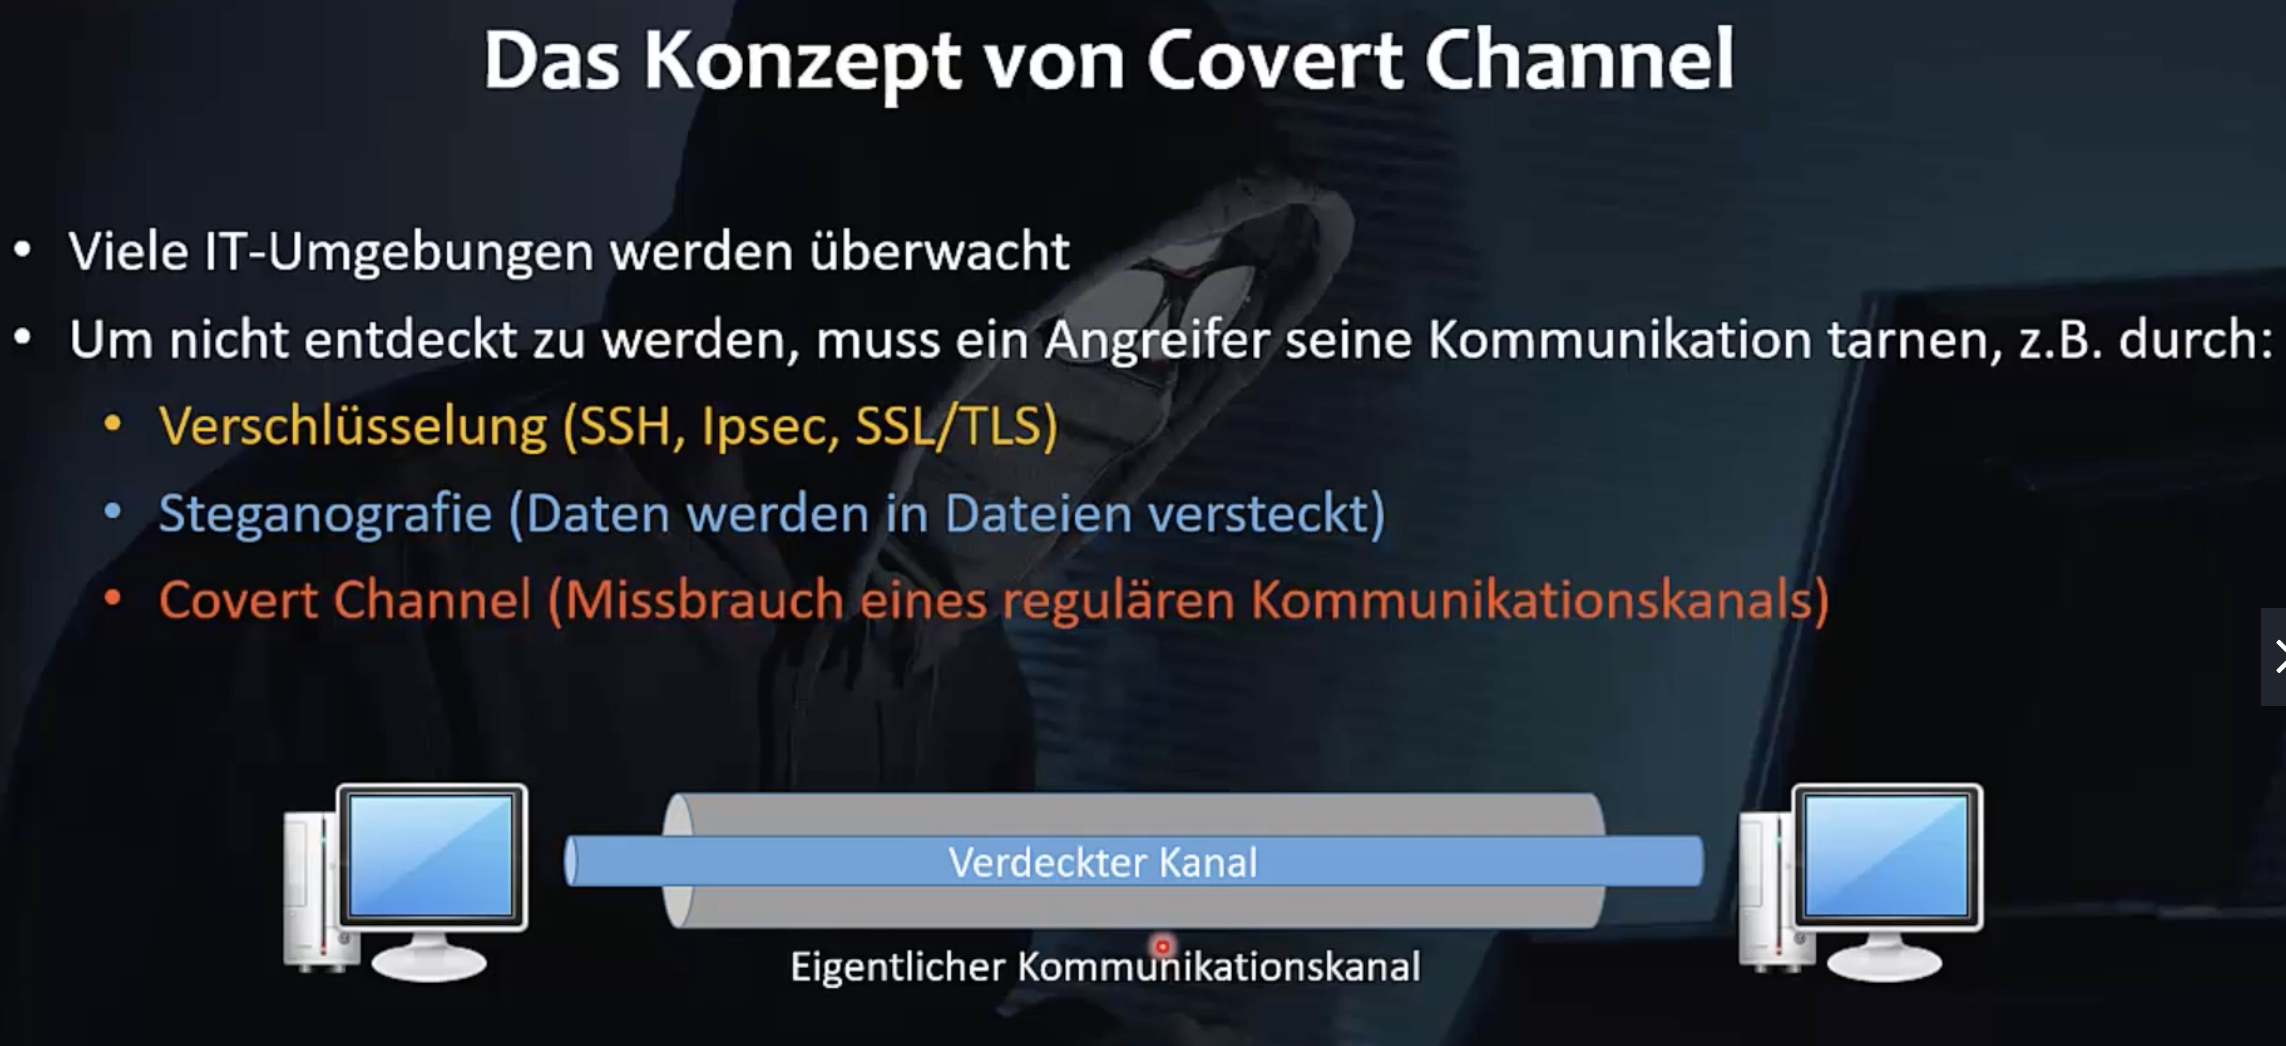 Das Konzept von Covert Channel
• Viele IT-Umgebungen werden überwacht
• Um nicht entdeckt zu werden, muss ein Angreifer seine Kommunikation tarnen, z.B. durch:
• Verschlüsselung (SSH, Ipsec, SSL/TLS)
• Steganografie (Daten werden in Dateien versteckt)
• Covert Channel (Missbrauch eines regulären Kommunikationskanals)
Verdeckter Kanal
Eigentlicher Kommunikationskanal